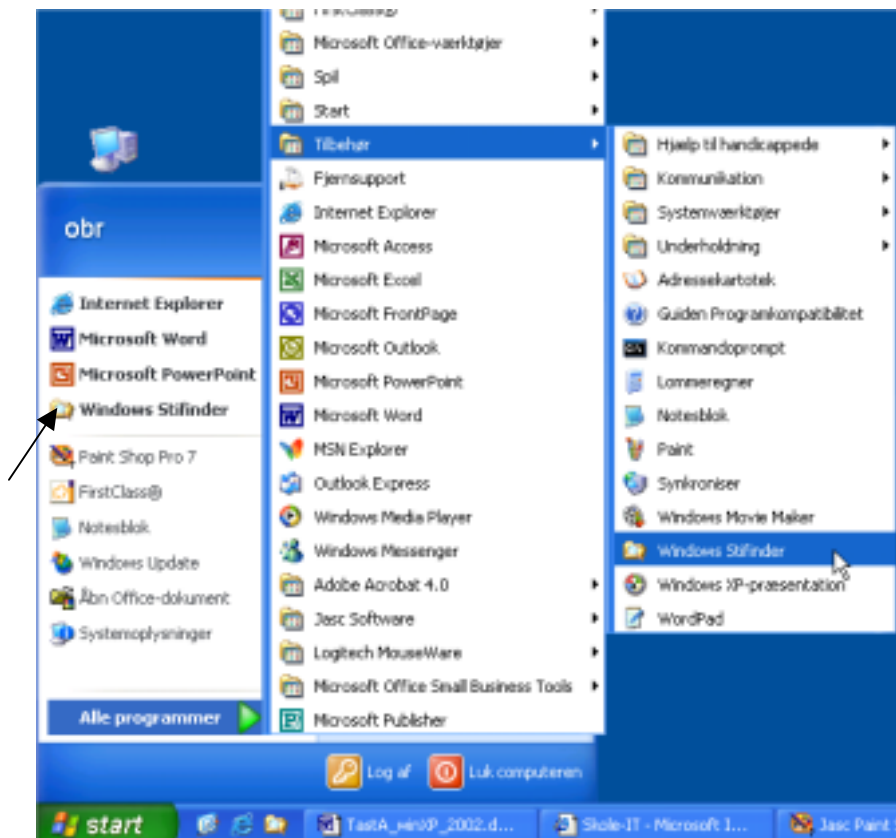 FirstClass®
Microsoft Office-værktøjer
Spil
Start
Tilbehør
Fjernsupport
Internet Explorer
Microsoft Access
Microsoft Excel
Microsoft FrontPage
Microsoft Outlook
Microsoft PowerPoint
Microsoft Word
MSN Explorer
Outlook Express
Windows Media Player
Windows Messenger
Adobe Acrobat 4.0
Jasc Software
Logitech MouseWare
Microsoft Office Small Business Tools
Microsoft Publisher
Hjælp til handicappede
Kommunikation
Systemværktøjer
Underholdning
Adressekartotek
Guiden Programkompatibilitet
Kommandoprompt
Lommeregner
Notesblok
Paint
Synkroniser
Windows Movie Maker
Windows Stifinder
Windows XP-præsentation
WordPad
obr
Internet Explorer
Microsoft Word
Microsoft PowerPoint
Windows Stifinder
Paint Shop Pro 7
FirstClass®
Notesblok
Windows Update
Åbn Office-dokument
Systemoplysninger
Alle programmer
Log af
Luk computeren
start
TastA_winXP_2002.d...
Skole-IT - Microsoft I...
Jasc Pain